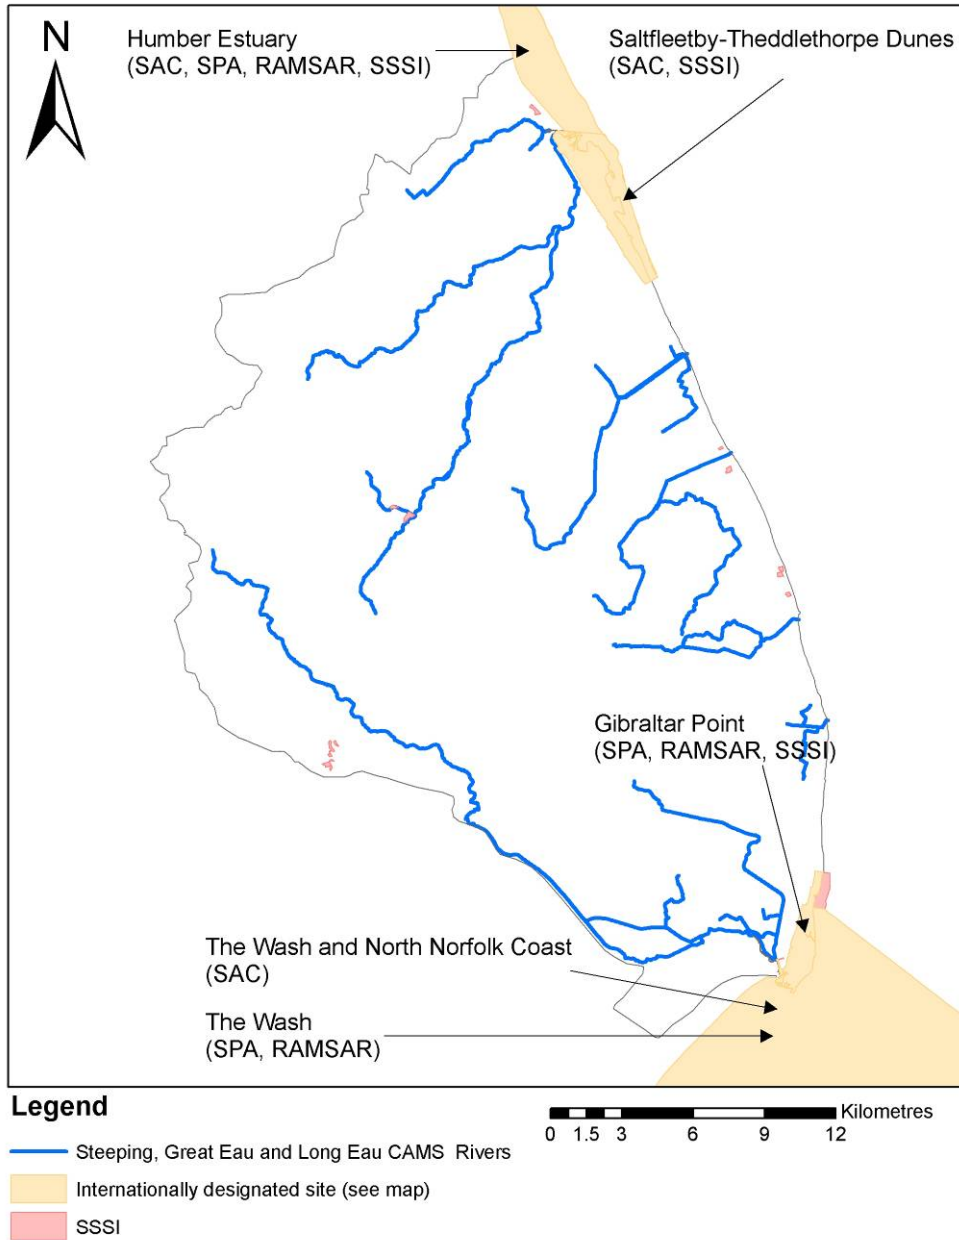 N
Humber Estuary
(SAC, SPA, RAMSAR, SSSI)
Saltfleetby-Theddlethorpe Dunes
(SAC, SSSI)
Gibraltar Point
(SPA, RAMSAR, SSSI)
The Wash and North Norfolk Coast
(SAC)
The Wash
(SPA, RAMSAR)
Legend
Steeping, Great Eau and Long Eau CAMS Rivers
Internationally designated site (see map)
SSSI
Kilometres
0 1.5 3 6 9 12